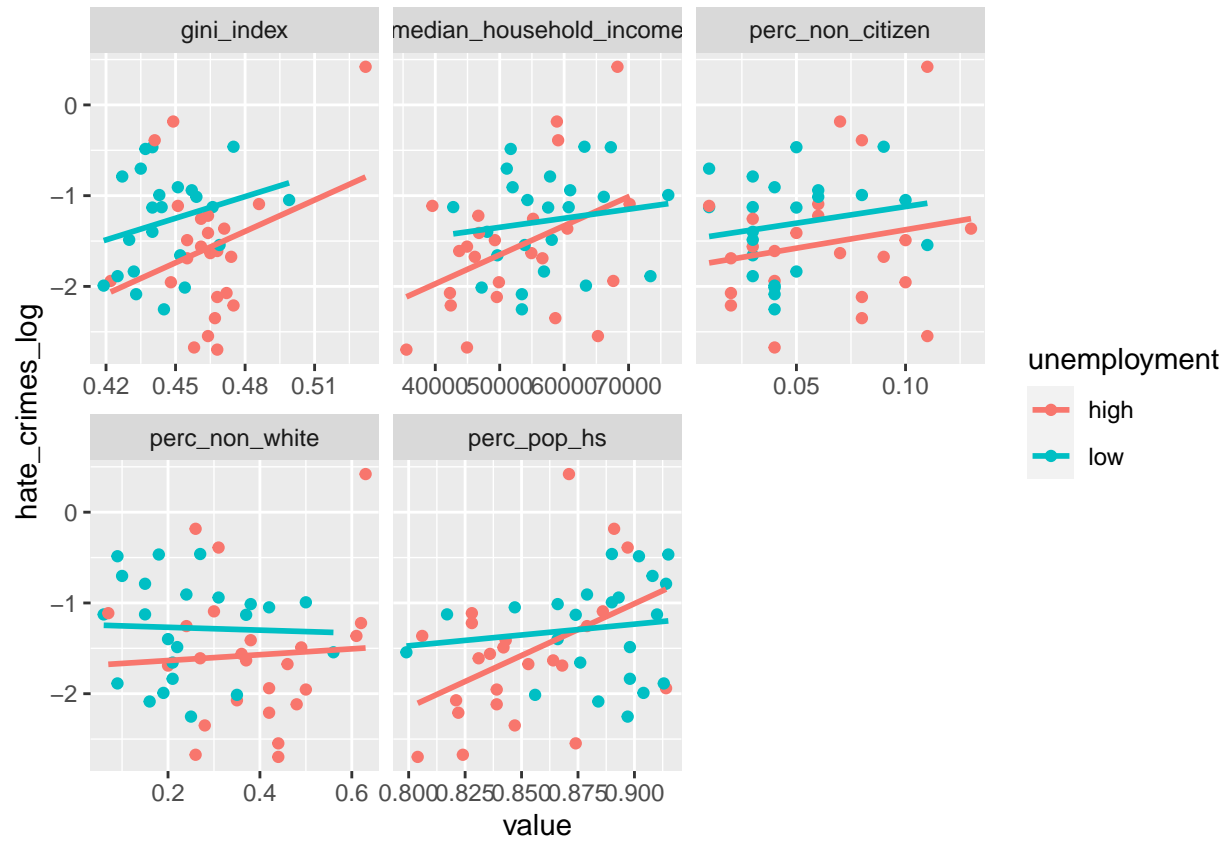 gini_index
median_household_income
perc_non_citizen
0
−1
−2
0.42 0.45 0.48 0.51
40000 50000 60000 70000
0.05 0.10
hate_crimes_log
perc_non_white
perc_pop_hs
0
−1
−2
0.2 0.4 0.6
0.800 0.825 0.850 0.875 0.900
value
unemployment
high
low